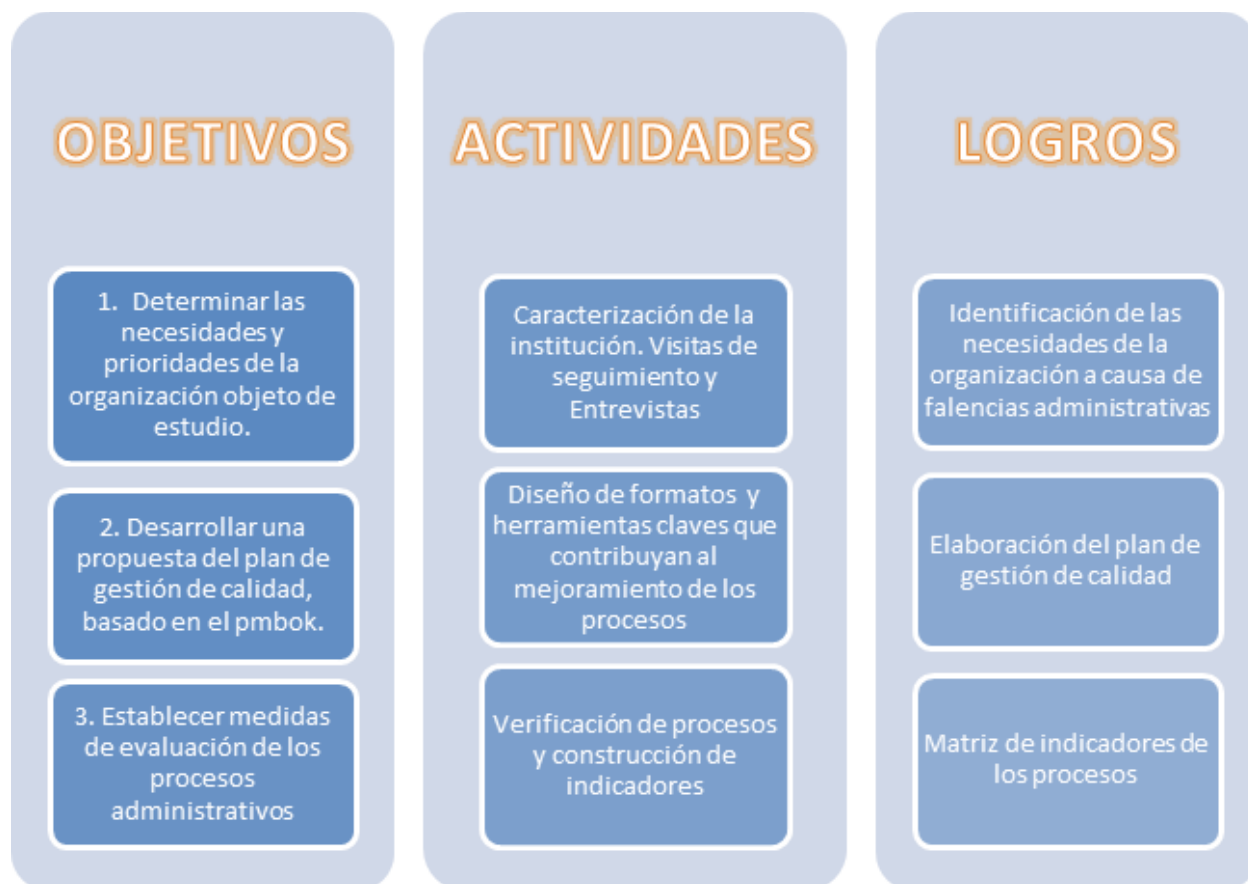 OBJETIVOS
1. Determinar las
necesidades y
prioridades de la
organización objeto de
estudio.
2. Desarrollar una
propuesta del plan de
gestión de calidad,
basado en el pmbok.
3. Establecer medidas
de evaluación de los
procesos
administrativos
ACTIVIDADES
Caracterización de la
institución. Visitas de
seguimiento y
Entrevistas
Diseño de formatos y
herramientas claves que
contribuyan al
mejoramiento de los
procesos
Verificación de procesos
y construcción de
indicadores
LOGROS
Identificación de las
necesidades de la
organización a causa de
falencias administrativas
Elaboración del plan de
gestión de calidad
Matriz de indicadores de
los procesos